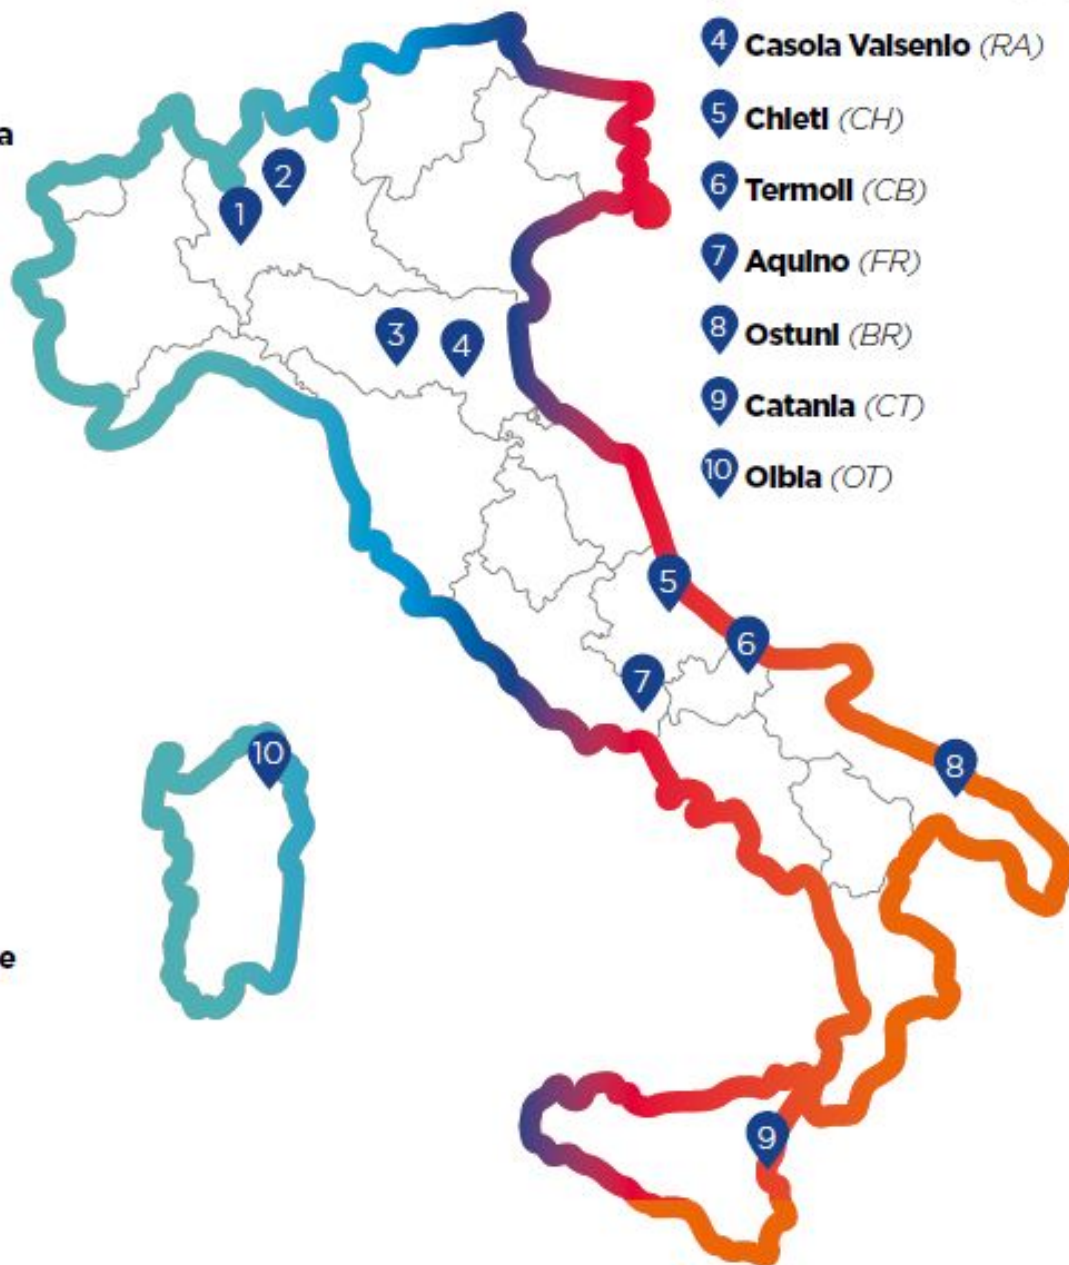 a
4 Casola Valsenio (RA)
5 Chieti (CH)
6 Termoli (CB)
7 Aquino (FR)
8 Ostuni (BR)
9 Catania (CT)
10 Olbia (OT)
2
1
3
4
5
6
7
8
10
e
9